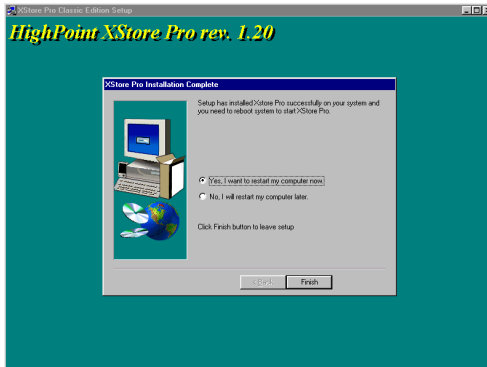 XStore Pro Classic Edition Setup
HighPoint XStore Pro rev. 1.20
XStore Pro Installation Complete
Setup has installed Xstore Pro successfully on your system and
you need to reboot system to start XStore Pro.
Yes, I want to restart my computer now.
No, I will restart my computer later.
Click Finish button to leave setup
< Back
Finish